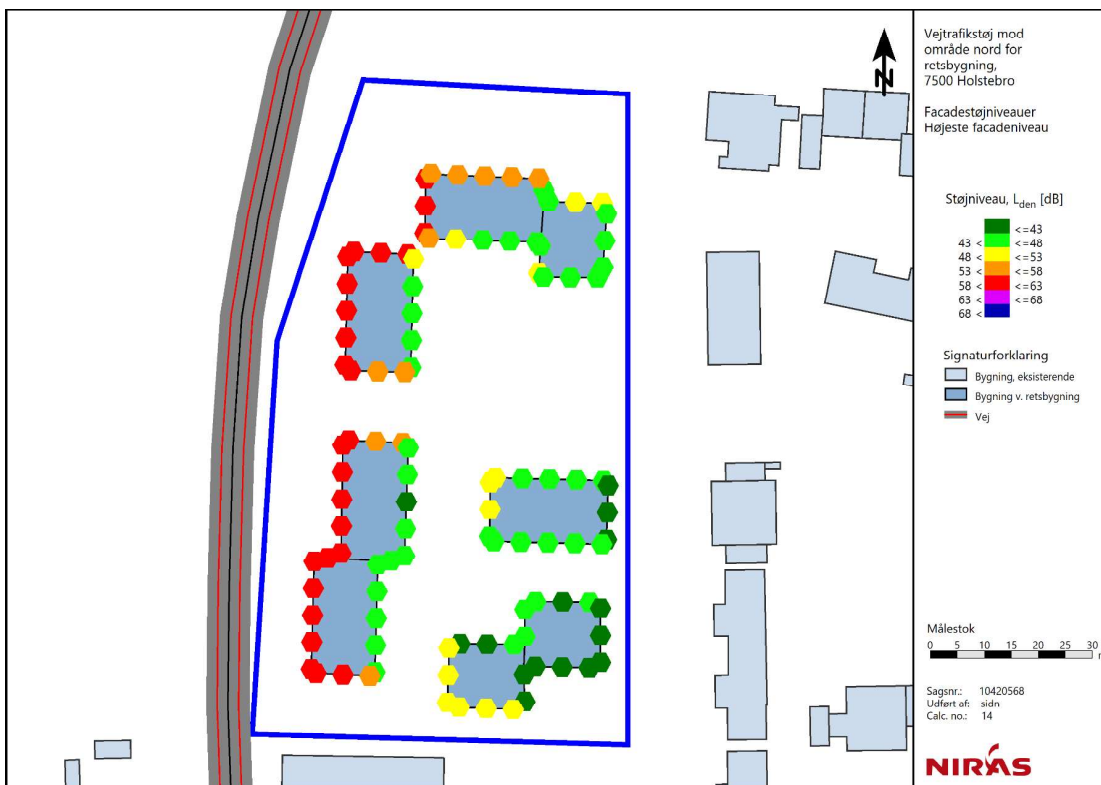 Vejtrafikstøj mod
område nord for
retsbygning,
7500 Holstebro
N
Facadestøjniveauer
Højeste facadeniveau
Støjniveau, Lden [dB]
<=43
43 < <=48
48 < <=53
53 < <=58
58 < <=63
63 < <=68
68 <
Signaturforklaring
Bygning, eksisterende
Bygning v. retsbygning
Vej
Målestok
0 5 10 15 20 25 30
m
Sagsnr.: 10420568
Udført af: sidn
Calc. no.: 14
NIRAS